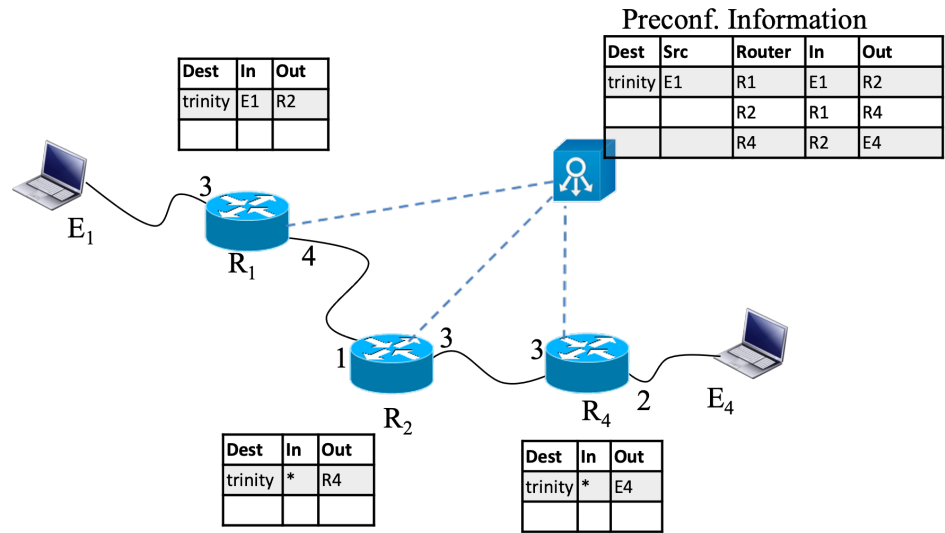 Preconf. Information
Dest Src Router In Out
trinity E1 R1 E1 R2
R2 R1 R4
R4 R2 E4
Dest In Out
trinity E1 R2
E1
3
R1
4
1
3
R2
3
R4
2
E4
Dest In Out
trinity * R4
Dest In Out
trinity * E4